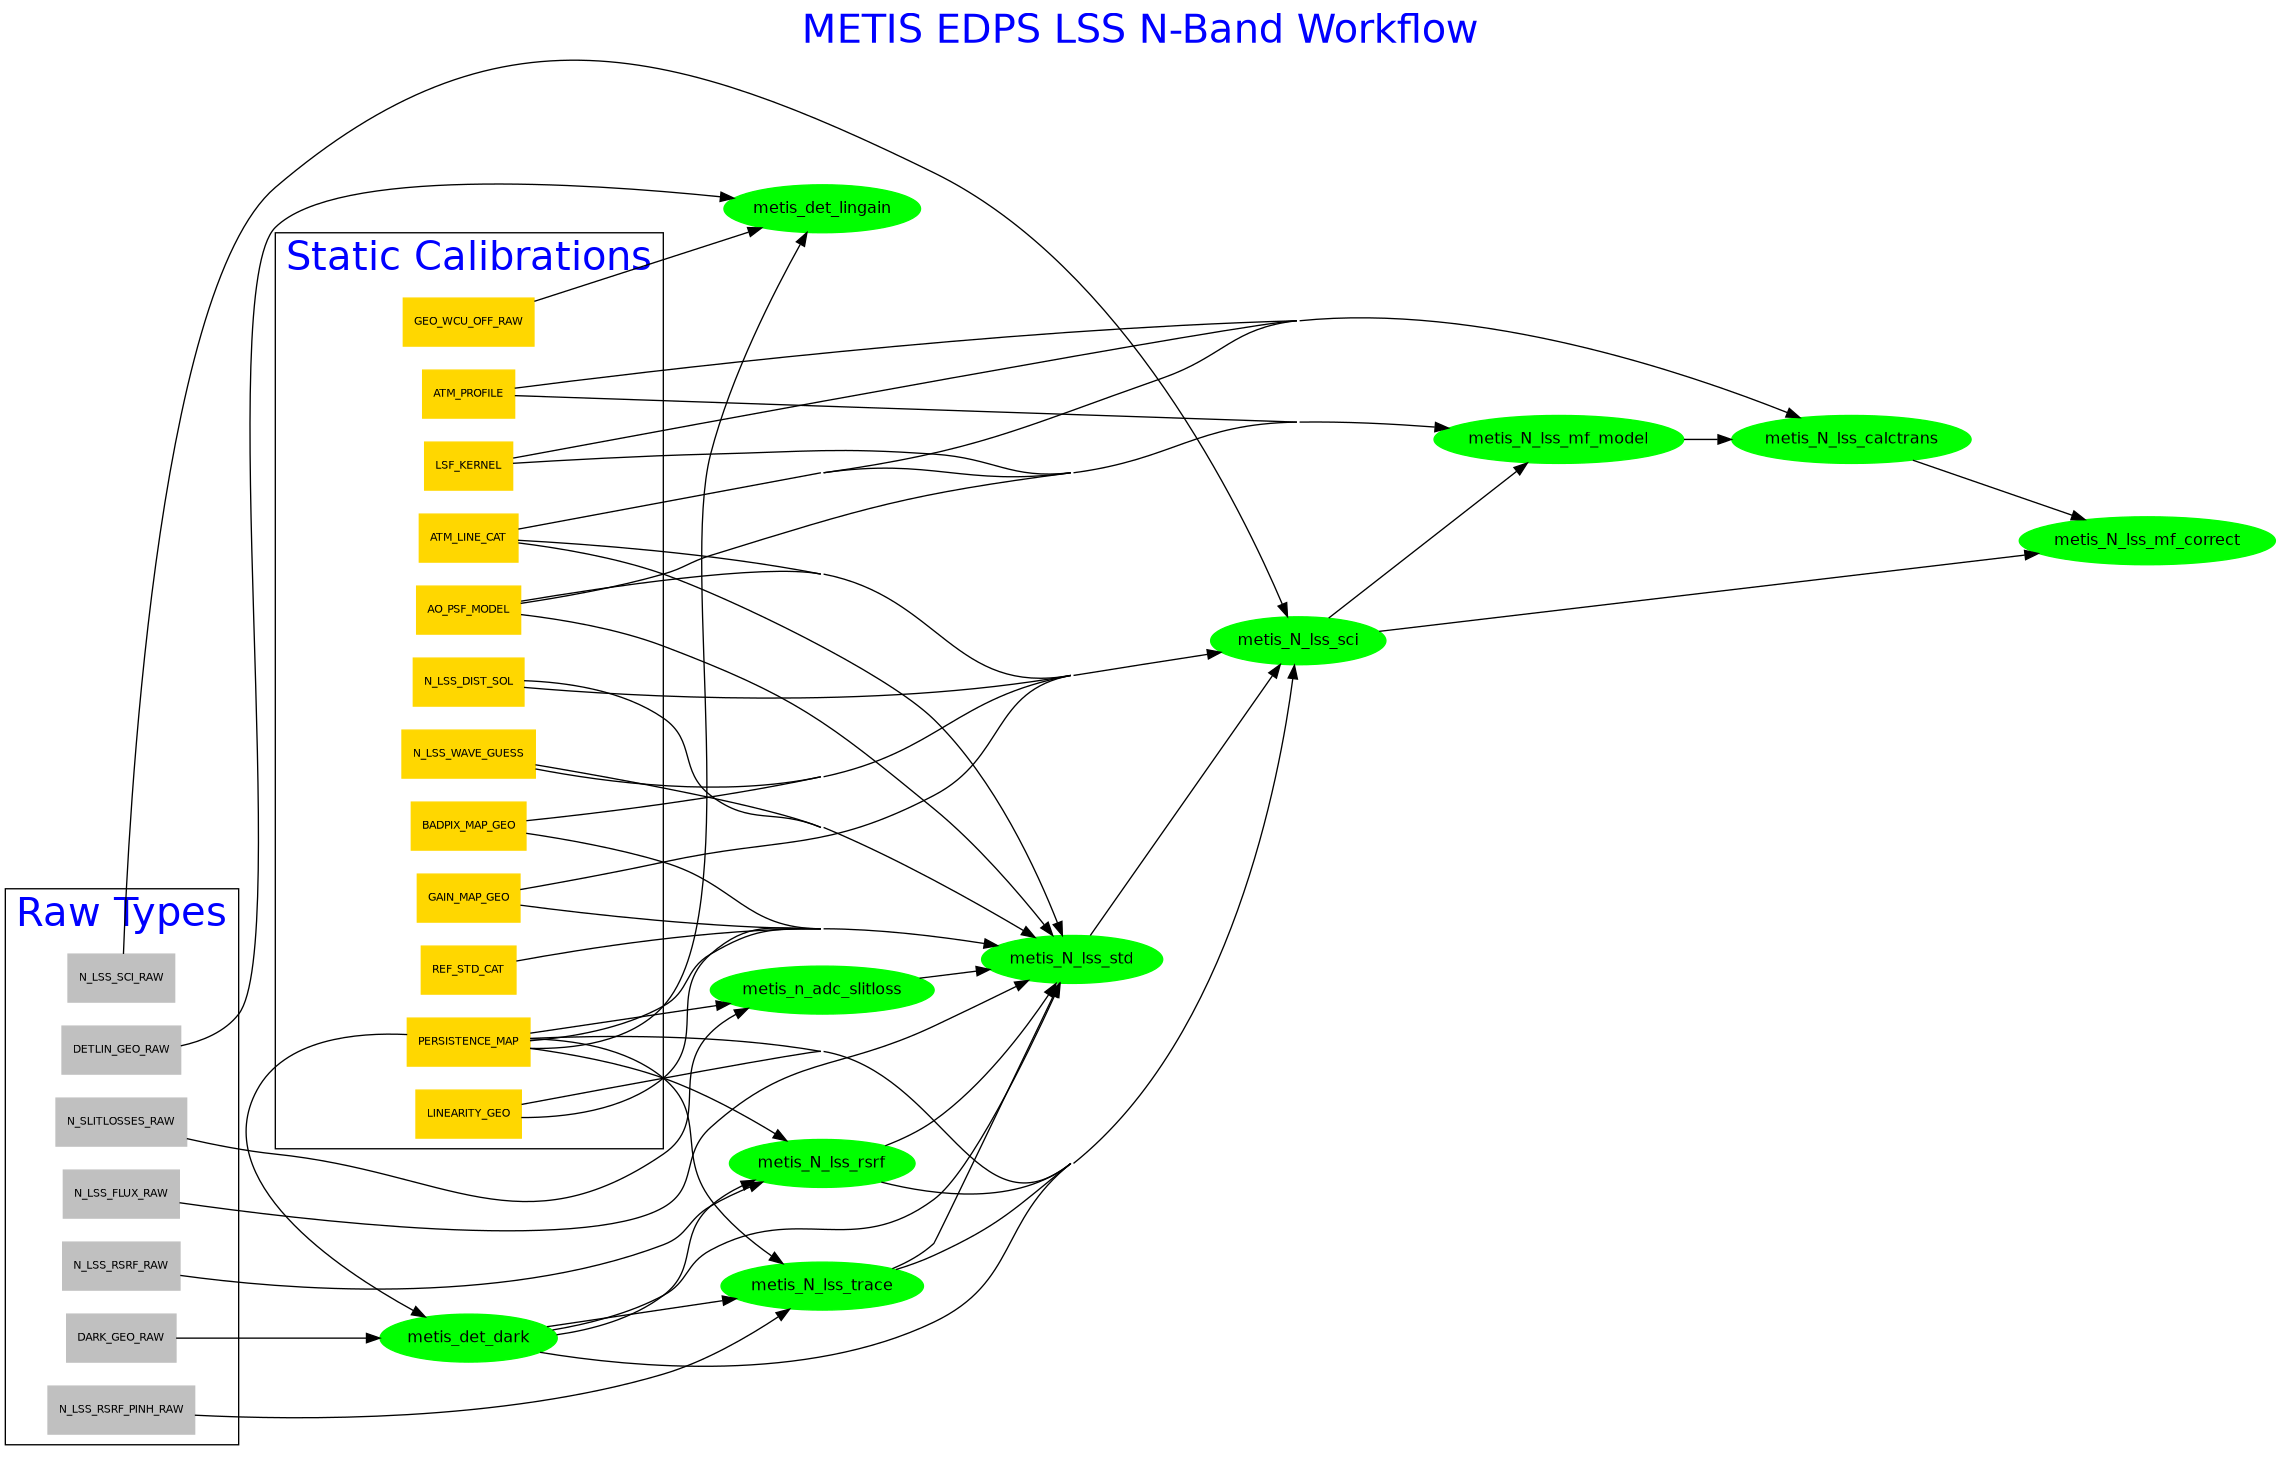 METIS EDPS LSS N-Band Workflow
Static Calibrations
GEO_WCU_OFF_RAW
ATM_PROFILE
LSF_KERNEL
ATM_LINE_CAT
AO_PSF_MODEL
N_LSS_DIST_SOL
N_LSS_WAVE_GUESS
BADPIX_MAP_GEO
GAIN_MAP_GEO
REF_STD_CAT
PERSISTENCE_MAP
LINEARITY_GEO
Raw Types
N_LSS_SCI_RAW
DETLIN_GEO_RAW
N_SLITLOSSES_RAW
N_LSS_FLUX_RAW
N_LSS_RSRF_RAW
DARK_GEO_RAW
N_LSS_RSRF_PINH_RAW
metis_det_dark
metis_det_lingain
metis_n_adc_slitloss
metis_N_lss_rsrf
metis_N_lss_trace
metis_N_lss_std
metis_N_lss_sci
metis_N_lss_mf_model
metis_N_lss_calctrans
metis_N_lss_mf_correct